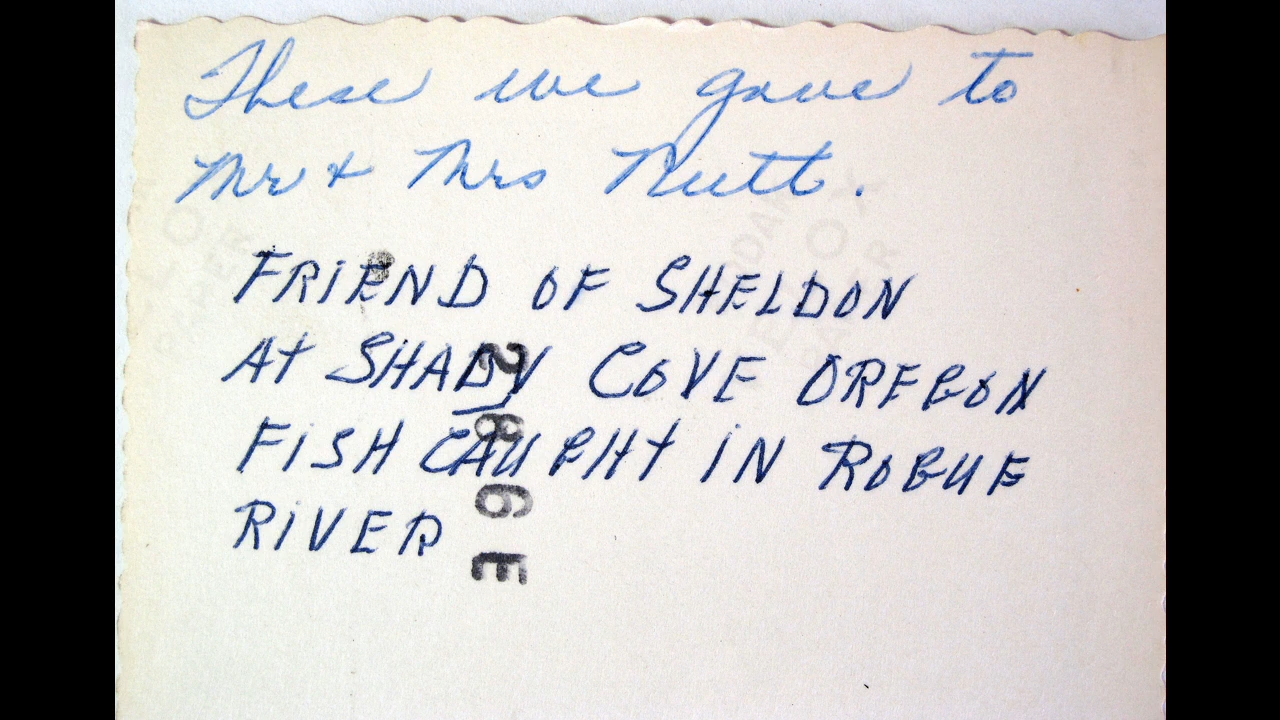 These we gave to
Mr + Mrs Nutt.
FRiEND OF SHELDON
At SHADY COVE OREGON
FiSH CAUGHt iN ROGUE
RiVER
286E